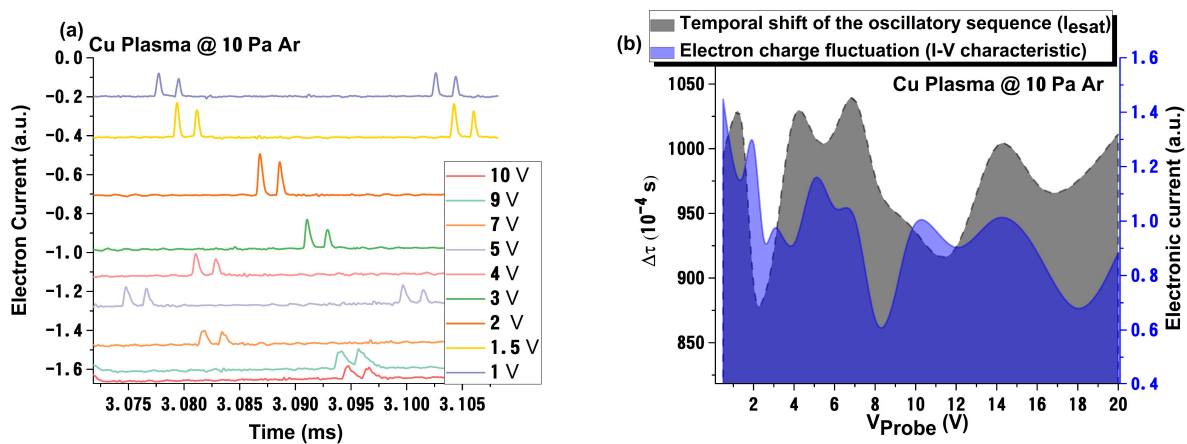 (a)
Cu Plasma @ 10 Pa Ar
0.0
-0.2
-0.4
-0.6
-0.8
-1.0
-1.2
-1.4
-1.6
Electron Current (a.u.)
10 V
9 V
7 V
5 V
4 V
3 V
2 V
1.5 V
1 V
3.075 3.080 3.085 3.090 3.095 3.100 3.105
Time (ms)
Temporal shift of the oscillatory sequence (Iesat)
Electron charge fluctuation (I-V characteristic)
(b)
Cu Plasma @ 10 Pa Ar
1050
1000
950
900
850
Δτ (10⁻⁴ s)
1.6
1.4
1.2
1.0
0.8
0.6
0.4
Electronic current (a.u.)
2 4 6 8 10 12 14 16 18 20
VProbe (V)